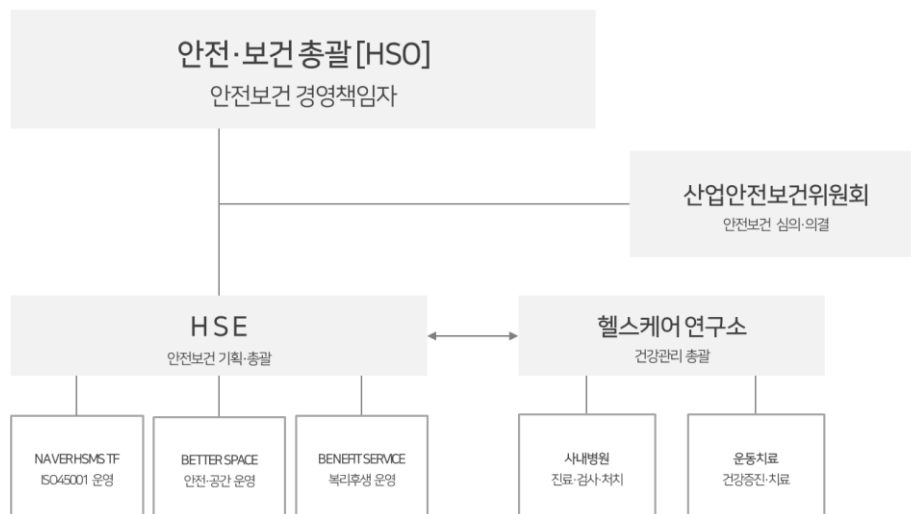 안전·보건 총괄 [HSO]
안전보건 경영책임자
산업안전보건위원회
안전보건 심의·의결
HSE
안전보건 기획·총괄
헬스케어 연구소
건강관리 총괄
NAVER HSMS TF
ISO45001 운영
BETTER SPACE
안전·공간 운영
BENEFIT SERVICE
복리후생 운영
사내병원
진료·검사·처치
운동치료
건강증진·치료